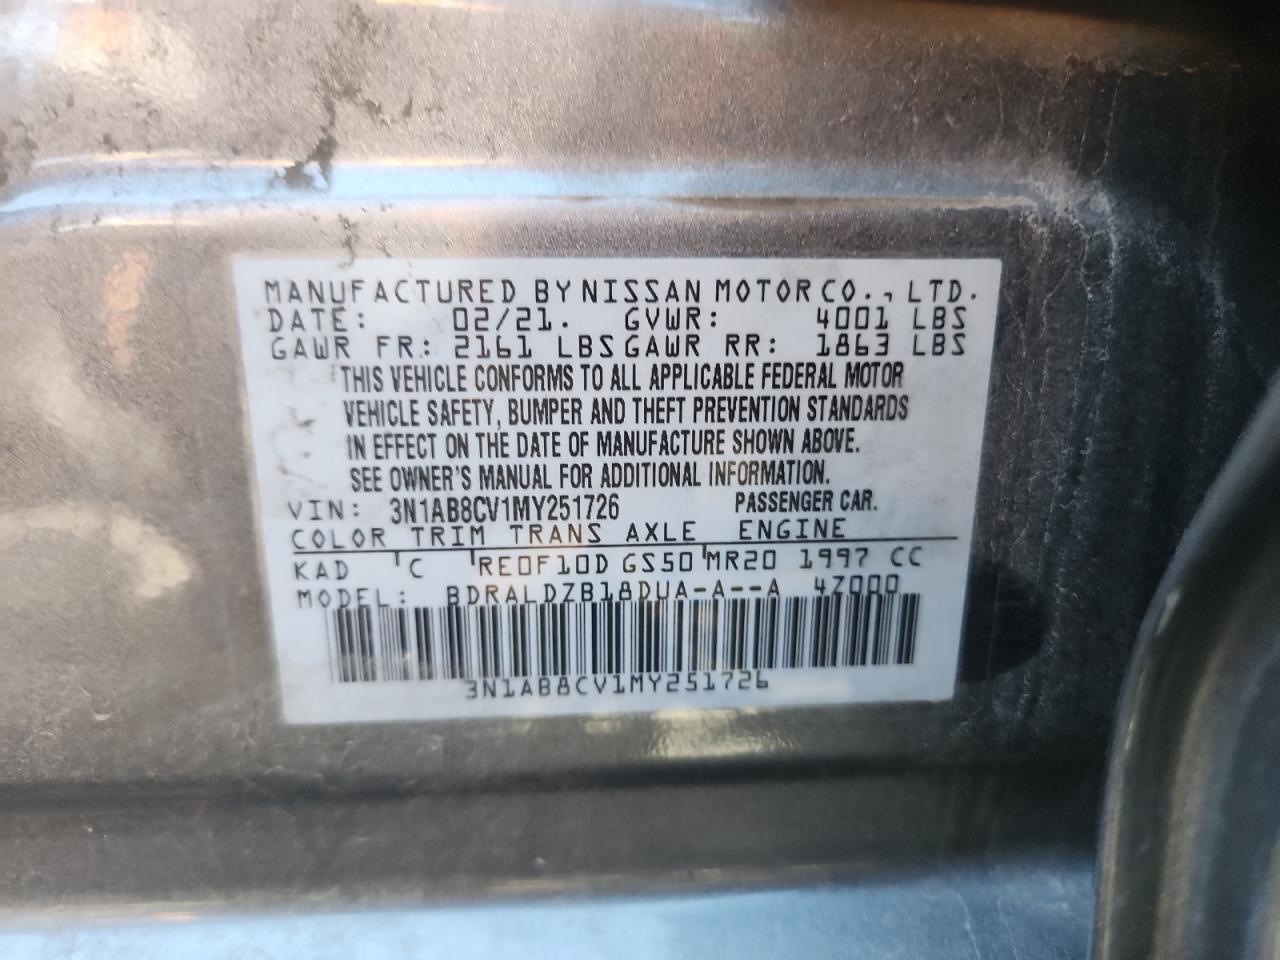 MANUFACTURED BY NISSAN MOTOR CO., LTD.
DATE: 02/21. GVWR: 4001 LBS
GAWR FR: 2161 LBS GAWR RR: 1863 LBS
THIS VEHICLE CONFORMS TO ALL APPLICABLE FEDERAL MOTOR
VEHICLE SAFETY, BUMPER AND THEFT PREVENTION STANDARDS
IN EFFECT ON THE DATE OF MANUFACTURE SHOWN ABOVE.
SEE OWNER'S MANUAL FOR ADDITIONAL INFORMATION.
VIN: 3N1AB8CV1MY251726 PASSENGER CAR.
COLOR TRIM TRANS AXLE ENGINE
KAD C RE0F10D GS50 MR20 1997 CC
MODEL: BDRALDZB18DUA-A--A 4Z000
3N1AB8CV1MY251726